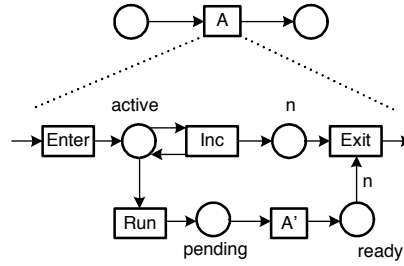 A
active
n
Enter
Inc
Exit
n
Run
A'
pending
ready